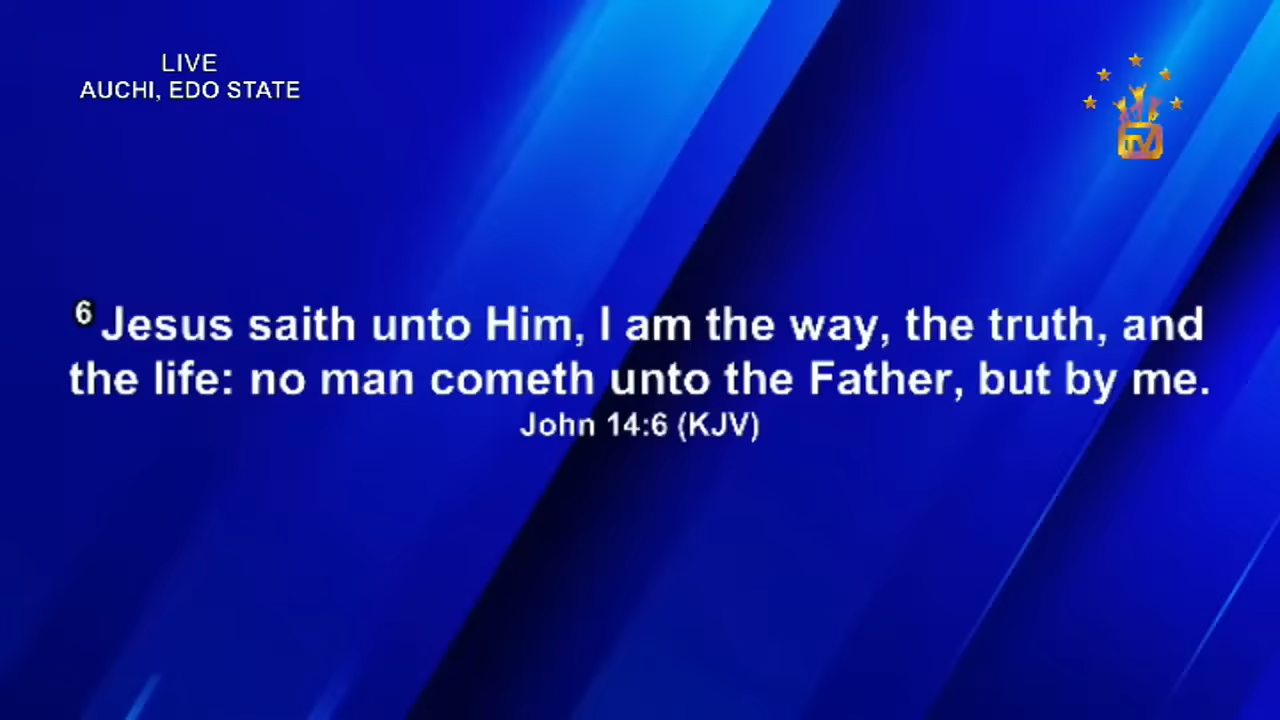 LIVE
AUCHI, EDO STATE
TV
6 Jesus saith unto Him, I am the way, the truth, and
the life: no man cometh unto the Father, but by me.
John 14:6 (KJV)